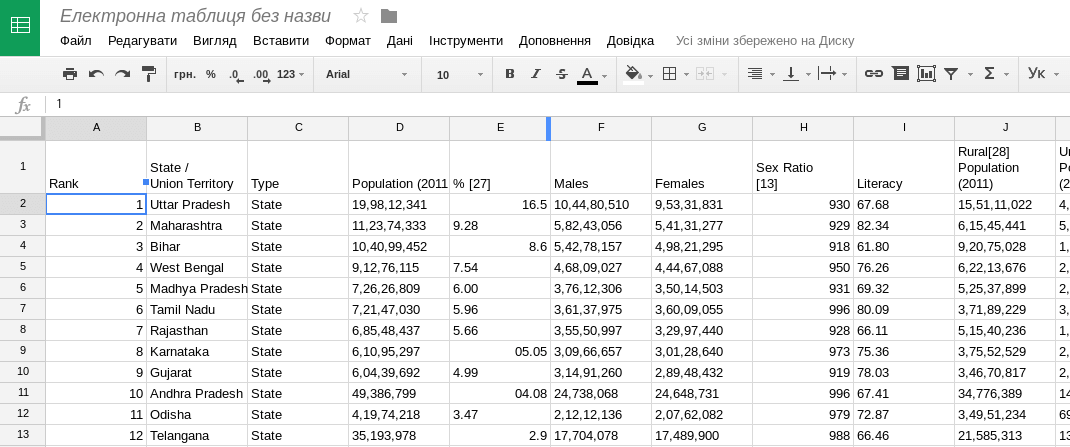 Електронна таблиця без назви
Файл Редагувати Вигляд Вставити Формат Дані Інструменти Доповнення Довідка Усі зміни збережено на Диску
грн. % .0 .00 123 Arial 10 B I S A Σ Ук
fx 1
A B C D E F G H I J
1 Rank State / Union Territory Type Population (2011 % [27] Males Females Sex Ratio [13] Literacy Rural[28] Population (2011)
2 1 Uttar Pradesh State 19,98,12,341 16.5 10,44,80,510 9,53,31,831 930 67.68 15,51,11,022 4,
3 2 Maharashtra State 11,23,74,333 9.28 5,82,43,056 5,41,31,277 929 82.34 6,15,45,441 5,
4 3 Bihar State 10,40,99,452 8.6 5,42,78,157 4,98,21,295 918 61.80 9,20,75,028 1,
5 4 West Bengal State 9,12,76,115 7.54 4,68,09,027 4,44,67,088 950 76.26 6,22,13,676 2,
6 5 Madhya Pradesh State 7,26,26,809 6.00 3,76,12,306 3,50,14,503 931 69.32 5,25,37,899 2,
7 6 Tamil Nadu State 7,21,47,030 5.96 3,61,37,975 3,60,09,055 996 80.09 3,71,89,229 3,
8 7 Rajasthan State 6,85,48,437 5.66 3,55,50,997 3,29,97,440 928 66.11 5,15,40,236 1,
9 8 Karnataka State 6,10,95,297 05.05 3,09,66,657 3,01,28,640 973 75.36 3,75,52,529 2,
10 9 Gujarat State 6,04,39,692 4.99 3,14,91,260 2,89,48,432 919 78.03 3,46,70,817 2,
11 10 Andhra Pradesh State 49,386,799 04.08 24,738,068 24,648,731 996 67.41 34,776,389 14
12 11 Odisha State 4,19,74,218 3.47 2,12,12,136 2,07,62,082 979 72.87 3,49,51,234 69
13 12 Telangana State 35,193,978 2.9 17,704,078 17,489,900 988 66.46 21,585,313 13